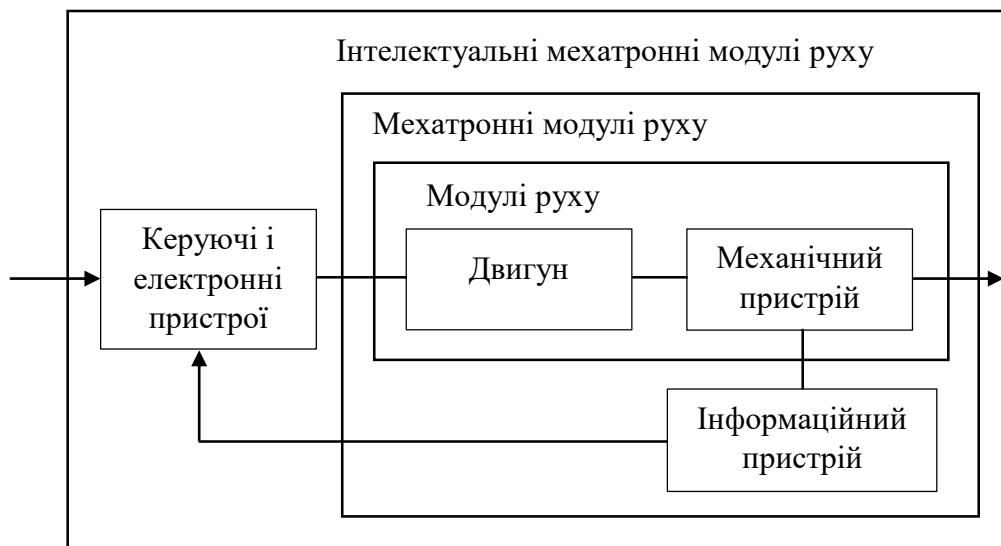 Інтелектуальні мехатронні модулі руху
Мехатронні модулі руху
Модулі руху
Керуючі і
електронні
пристрої
Двигун
Механічний
пристрій
Інформаційний
пристрій